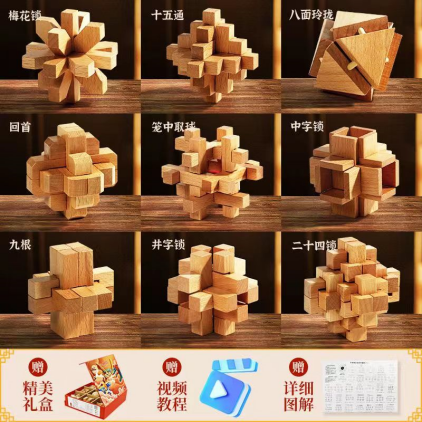 梅花锁
十五通
八面玲珑
回首
笼中取球
中字锁
九根
井字锁
二十四锁
赠
精美
礼盒
赠
视频
教程
赠
详细
图解